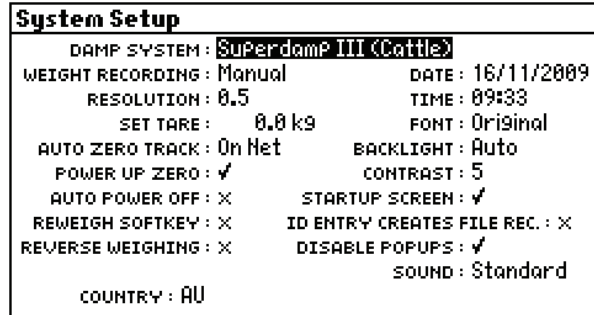 System Setup
DAMP SYSTEM : Superdamp III (Cattle)
WEIGHT RECORDING : Manual DATE : 16/11/2009
RESOLUTION : 0.5 TIME : 09:33
SET TARE : 0.0 kg FONT : Original
AUTO ZERO TRACK : On Net BACKLIGHT : Auto
POWER UP ZERO : ✓ CONTRAST : 5
AUTO POWER OFF : ✕ STARTUP SCREEN : ✓
REWEIGH SOFTKEY : ✕ ID ENTRY CREATES FILE REC. : ✕
REVERSE WEIGHING : ✕ DISABLE POPUPS : ✓
SOUND : Standard
COUNTRY : AU